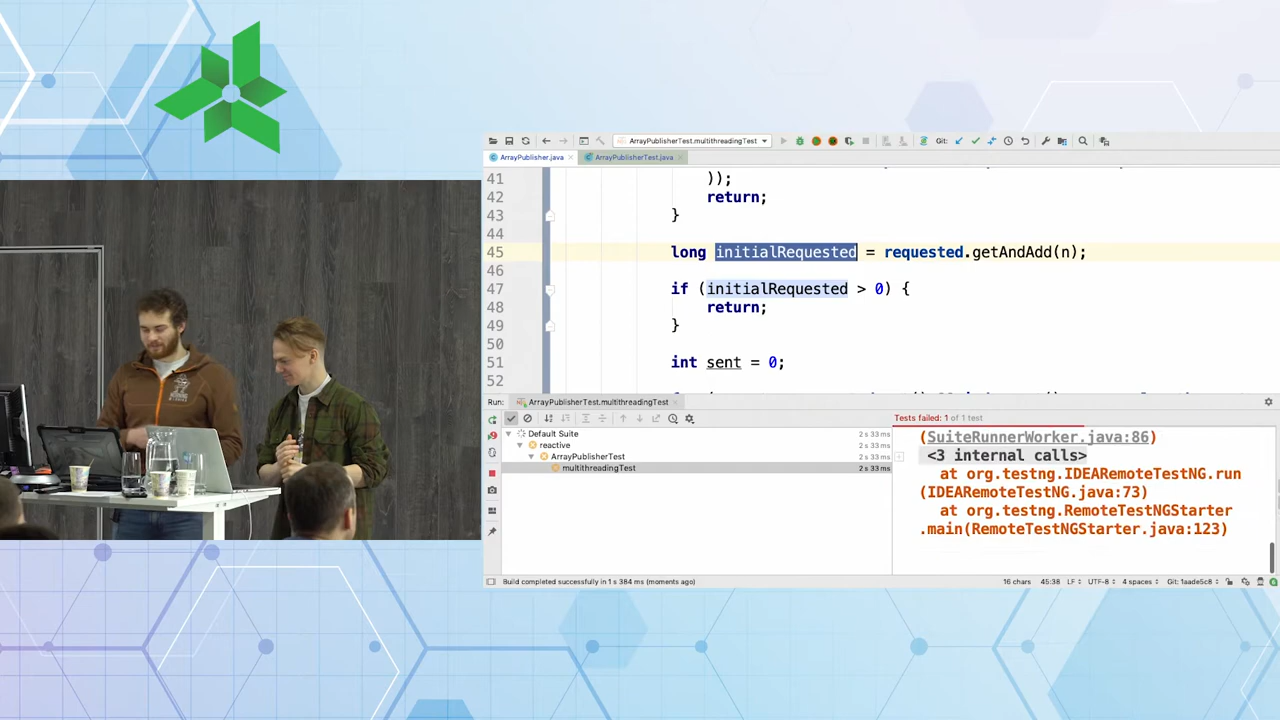 ArrayPublisherTest.multithreadingTest
Git:
ArrayPublisher.java
ArrayPublisherTest.java
41 ));
42 return;
43 }
44
45 long initialRequested = requested.getAndAdd(n);
46
47 if (initialRequested > 0) {
48 return;
49 }
50
51 int sent = 0;
52
Run: ArrayPublisherTest.multithreadingTest
Tests failed: 1 of 1 test
Default Suite 2 s 33 ms
reactive 2 s 33 ms
ArrayPublisherTest 2 s 33 ms
multithreadingTest 2 s 33 ms
(SuiteRunnerWorker.java:86)
<3 internal calls>
at org.testng.IDEARemoteTestNG.run
(IDEARemoteTestNG.java:73)
at org.testng.RemoteTestNGStarter
.main(RemoteTestNGStarter.java:123)
Build completed successfully in 1 s 384 ms (moments ago)
16 chars 45:38 LF UTF-8 4 spaces Git: 1aade5c8